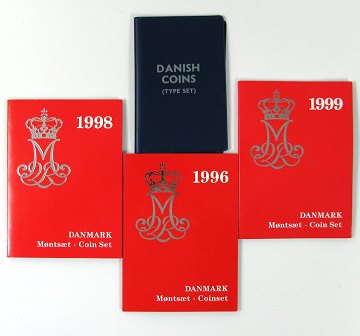 DANISH
COINS
(TYPE SET)
1998
DANMARK
Møntsæt - Coin Set
1996
DANMARK
Møntsæt - Coinset
1999
DANMARK
Møntsæt - Coin Set